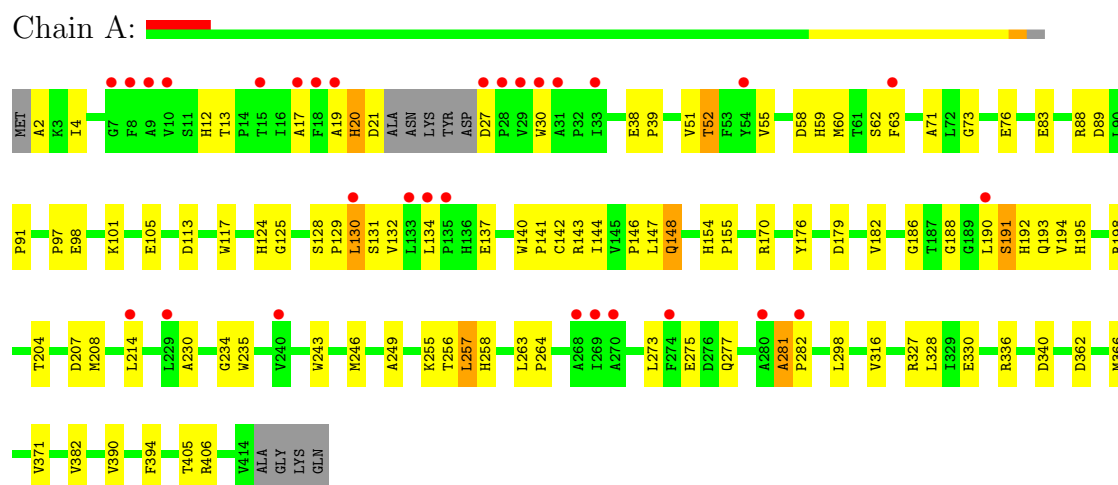 Chain A:
MET A2 K3 I4 G7 F8 A9 V10 S11 H12 T13 P14 T15 I16 A17 F18 A19 H20 D21 ALA ASN LYS TYR ASP D27 P28 V29 W30 A31 P32 I33 E38 P39 V51 T52 F53 Y54 V55 D58 H59 M60 T61 S62 F63 A71 L72 G73 E76 E83 R88 D89 L90
P91 P97 E98 K101 E105 D113 W117 H124 G125 S128 P129 L130 S131 V132 L133 L134 P135 H136 E137 W140 P141 C142 R143 I144 V145 P146 L147 Q148 H154 P155 R170 Y176 D179 V182 G186 T187 G188 G189 L190 S191 H192 Q193 V194 H195
T204 D207 M208 L214 L229 A230 G234 W235 V240 W243 M246 A249 K255 T256 L257 H258 L263 P264 A268 I269 A270 L273 F274 E275 D276 Q277 A280 A281 P282 L298 V316 R327 L328 I329 E330 R336 D340 D362 M366
V371 V382 V390 F394 T405 R406 V414 ALA GLY LYS GLN